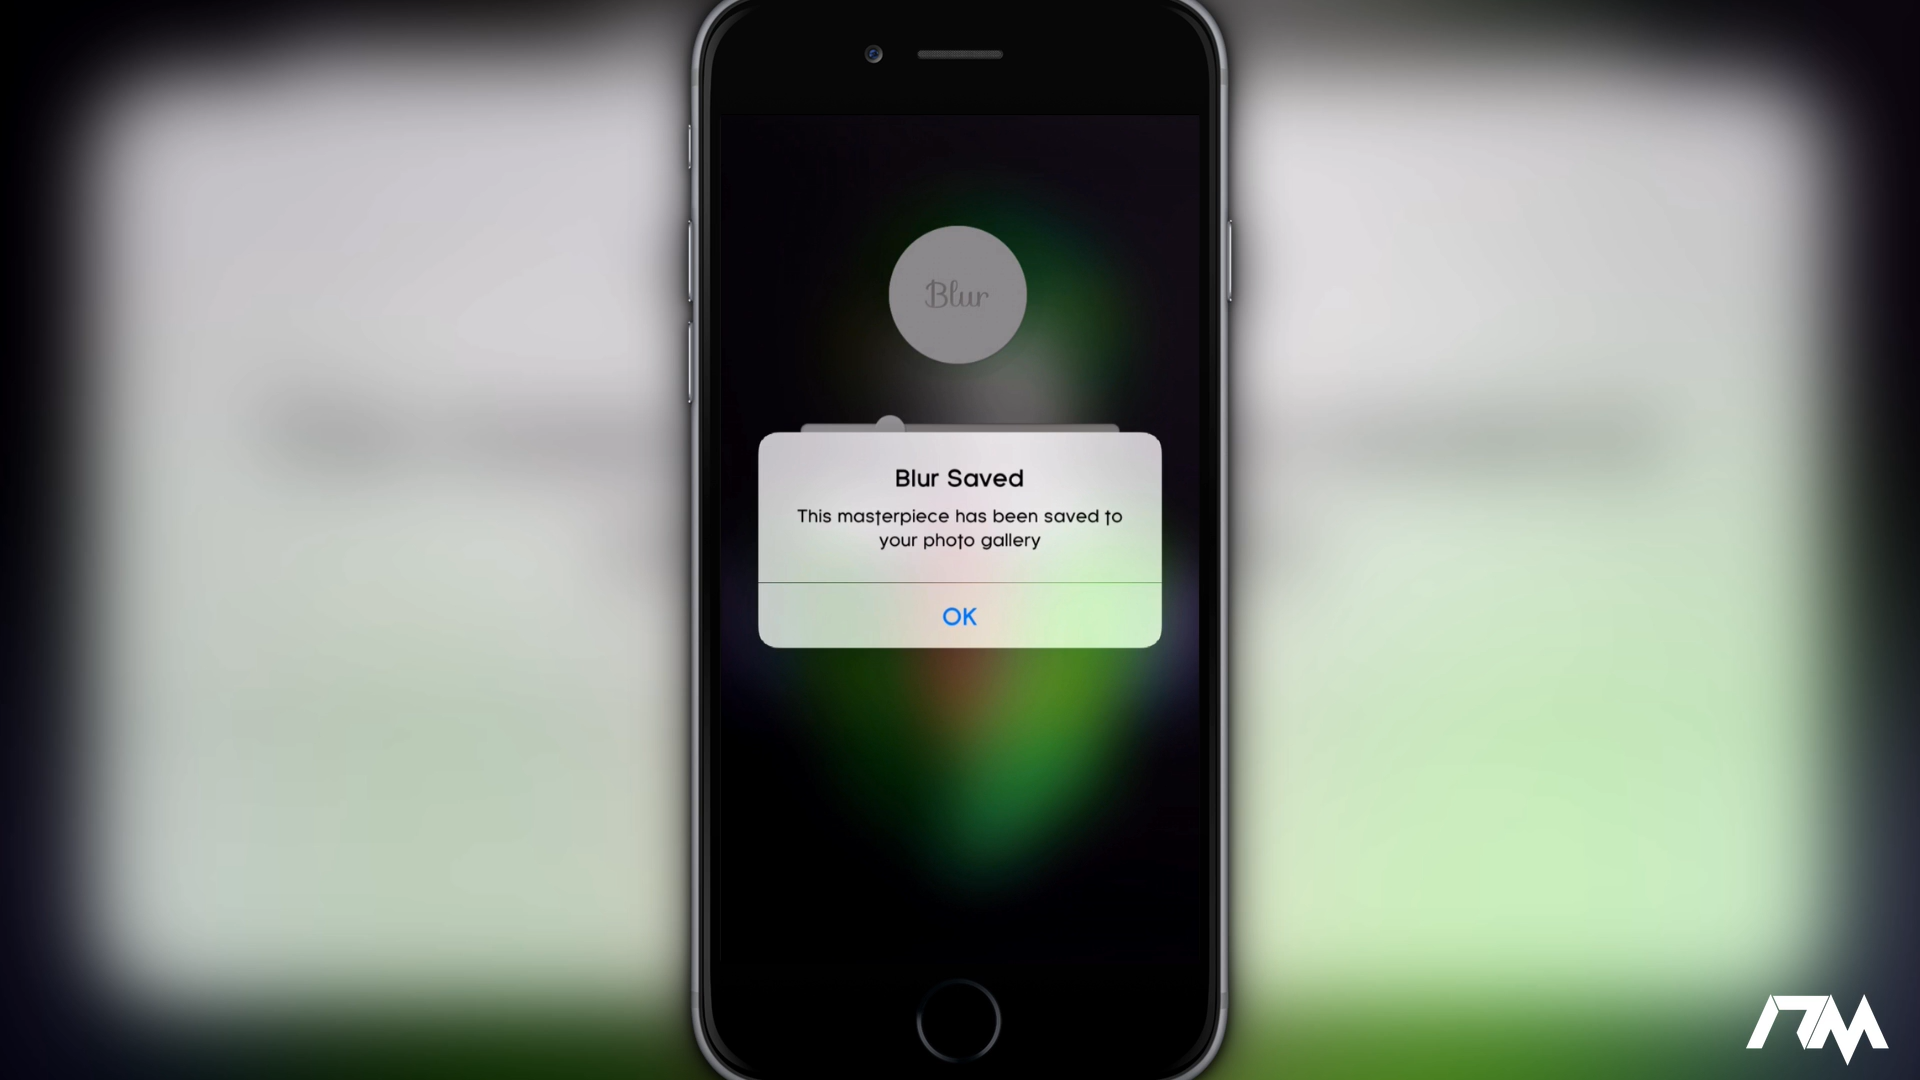 Blur
Blur Saved
This masterpiece has been saved to
your photo gallery
OK